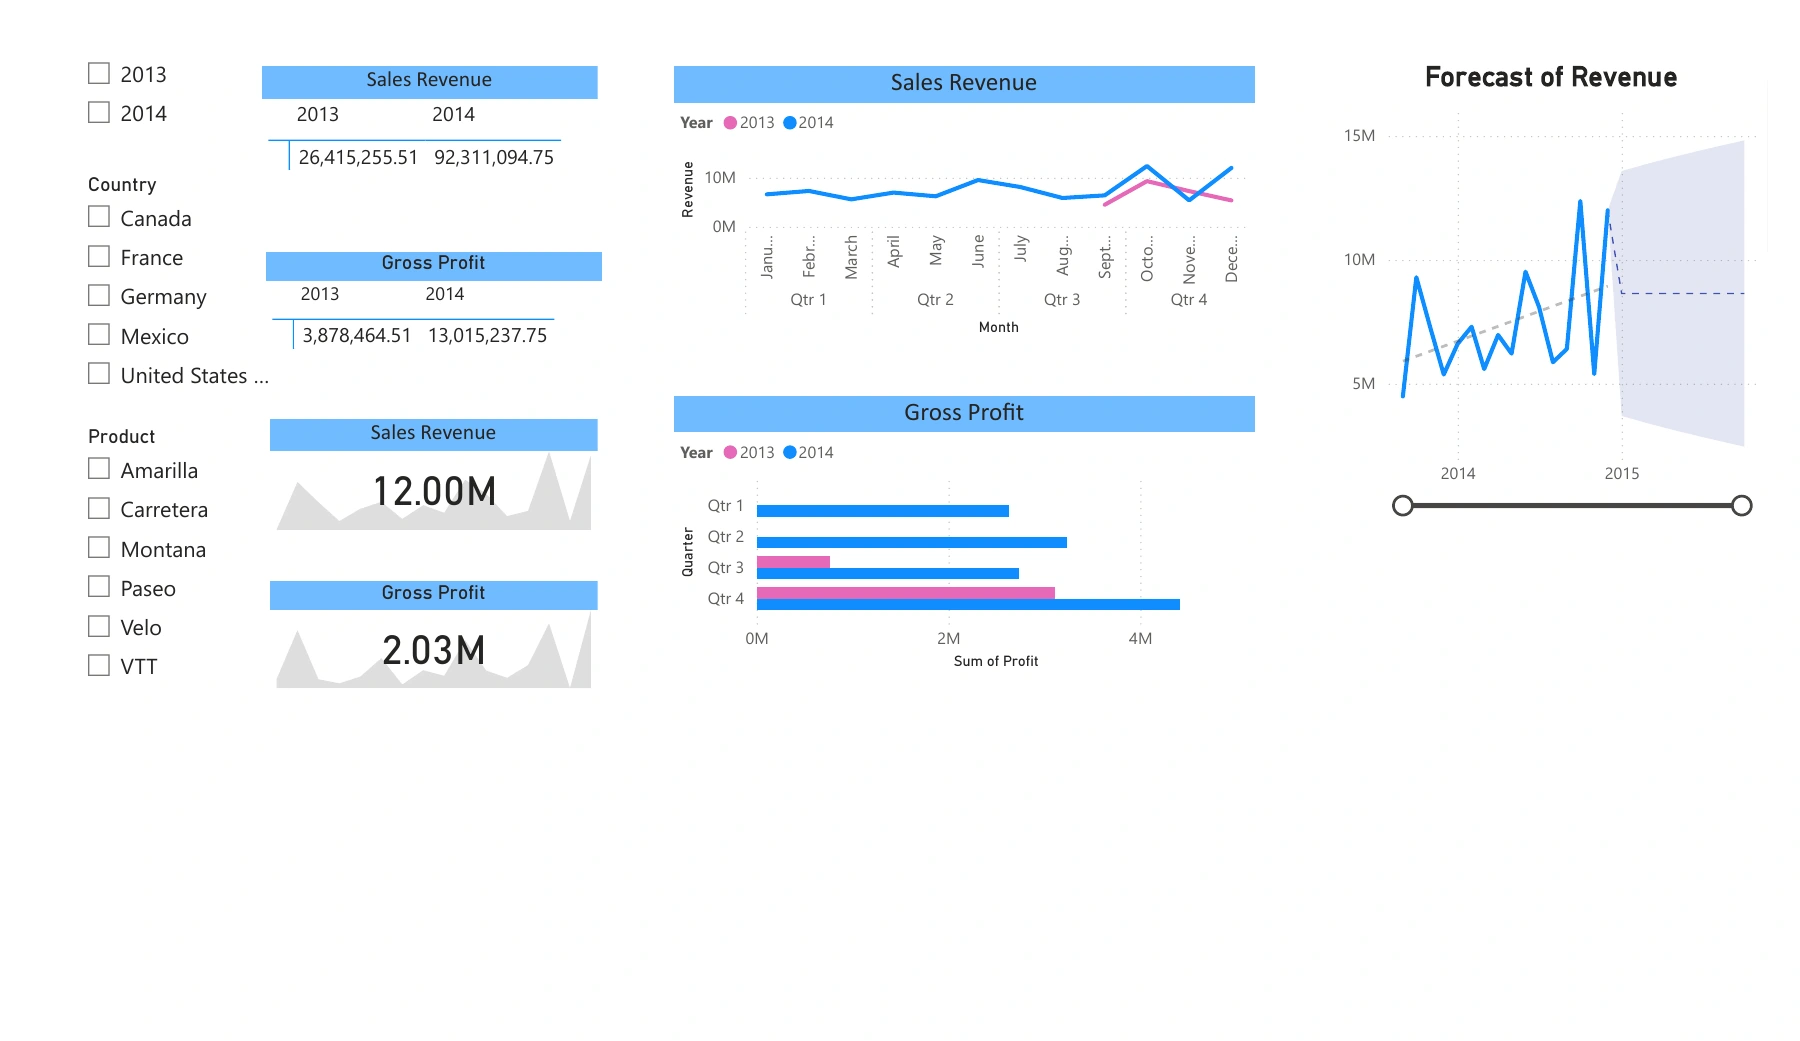 2013
2014
Country
Canada
France
Germany
Mexico
United States ...
Product
Amarilla
Carretera
Montana
Paseo
Velo
VTT
Sales Revenue
2013 2014
26,415,255.51 92,311,094.75
Gross Profit
2013 2014
3,878,464.51 13,015,237.75
Sales Revenue
12.00M
Gross Profit
2.03M
Sales Revenue
Year 2013 2014
Revenue
10M
0M
Janu... Febr... March April May June July Aug... Sept... Octo... Nove... Dece...
Qtr 1 Qtr 2 Qtr 3 Qtr 4
Month
Gross Profit
Year 2013 2014
Quarter
Qtr 1
Qtr 2
Qtr 3
Qtr 4
0M 2M 4M
Sum of Profit
Forecast of Revenue
15M
10M
5M
2014 2015